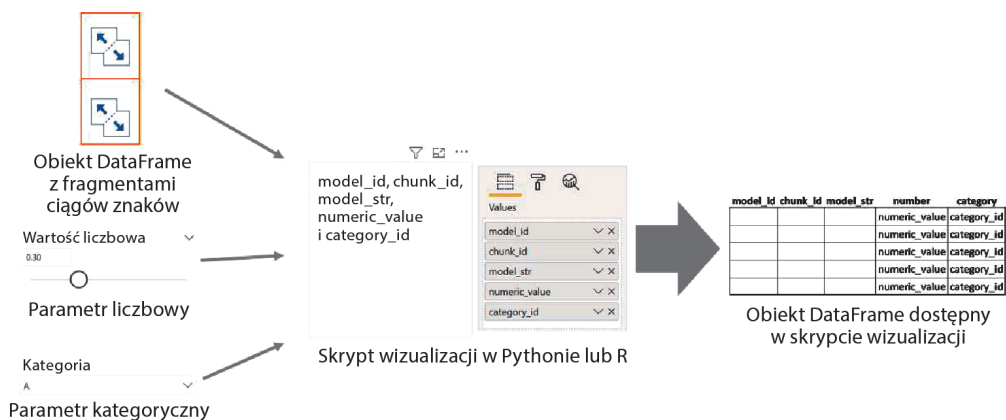 Obiekt DataFrame
z fragmentami
ciągów znaków
Wartość liczbowa
0.30
Parametr liczbowy
Kategoria
A
Parametr kategoryczny
model_id, chunk_id,
model_str,
numeric_value
i category_id
Values
model_id
chunk_id
model_str
numeric_value
category_id
Skrypt wizualizacji w Pythonie lub R
model_id chunk_id model_str number category
numeric_value category_id
numeric_value category_id
numeric_value category_id
numeric_value category_id
numeric_value category_id
Obiekt DataFrame dostępny
w skrypcie wizualizacji